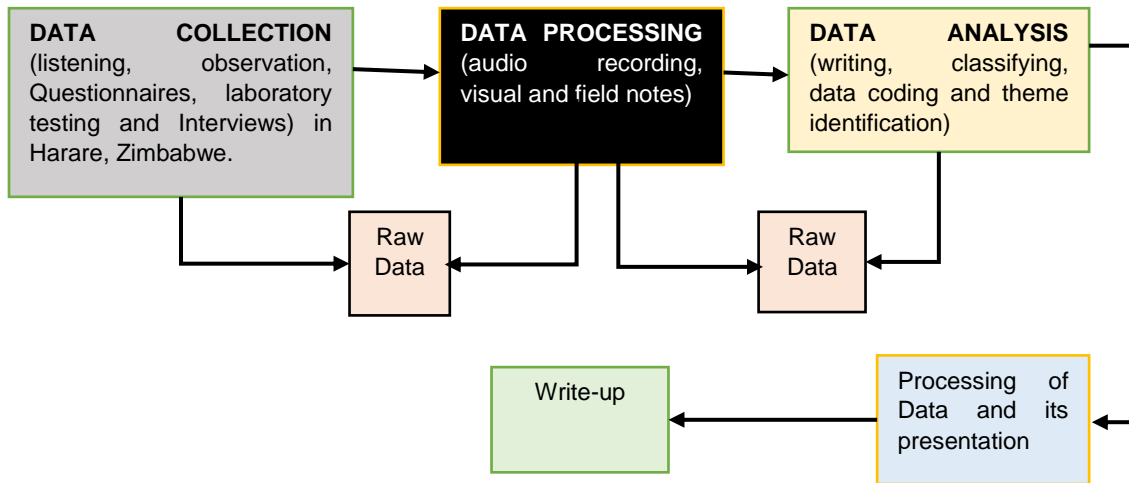 DATA COLLECTION
(listening, observation,
Questionnaires, laboratory
testing and Interviews) in
Harare, Zimbabwe.
DATA PROCESSING
(audio recording,
visual and field notes)
DATA ANALYSIS
(writing, classifying,
data coding and theme
identification)
Raw
Data
Raw
Data
Write-up
Processing of
Data and its
presentation